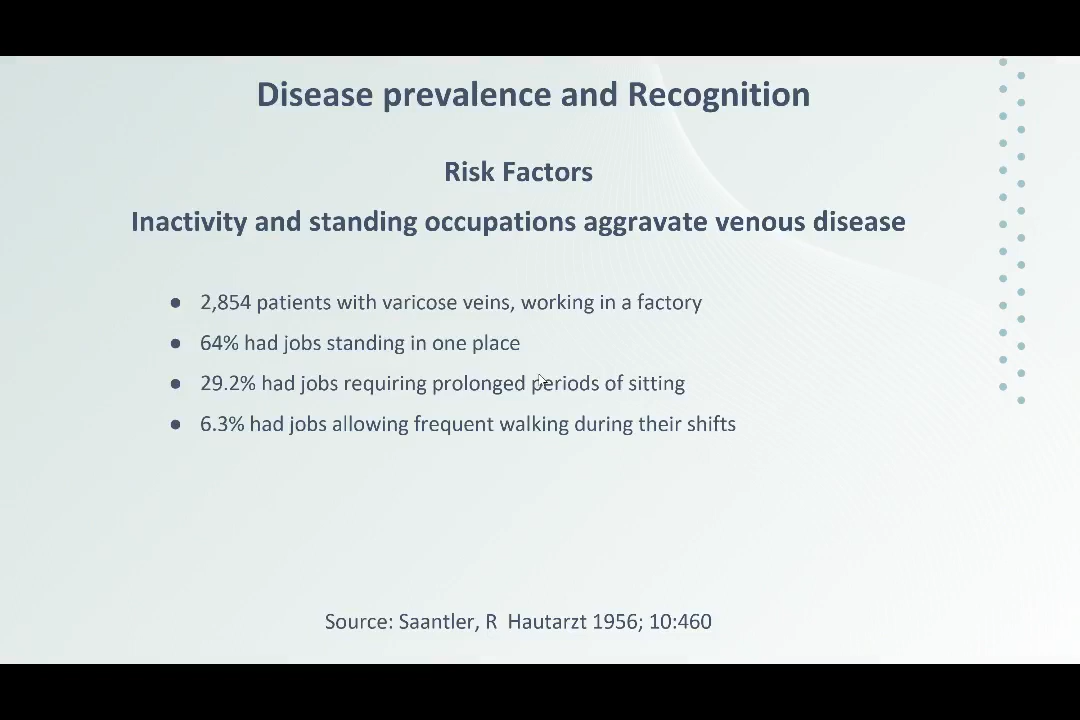 Disease prevalence and Recognition
Risk Factors
Inactivity and standing occupations aggravate venous disease
● 2,854 patients with varicose veins, working in a factory
● 64% had jobs standing in one place
● 29.2% had jobs requiring prolonged periods of sitting
● 6.3% had jobs allowing frequent walking during their shifts
Source: Saantler, R Hautarzt 1956; 10:460